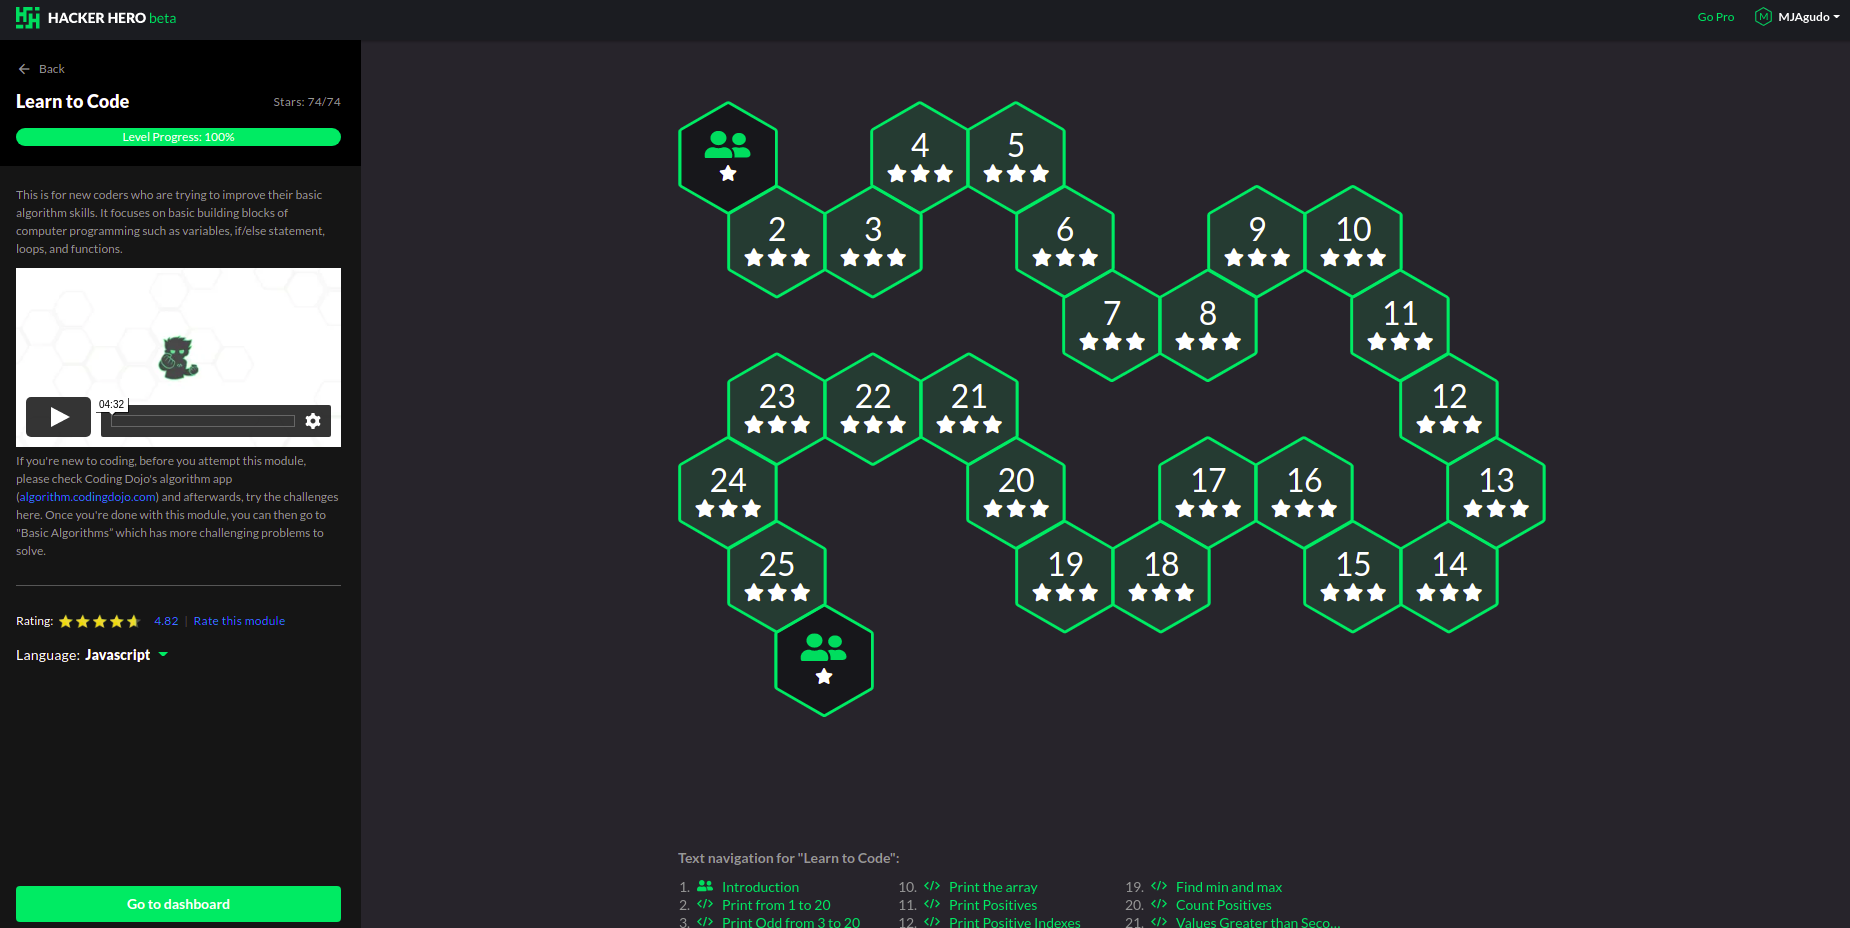 HACKER HERO beta
Go Pro
M MJAgudo
Back
Learn to Code
Stars: 74/74
Level Progress: 100%
This is for new coders who are trying to improve their basic
algorithm skills. It focuses on basic building blocks of
computer programming such as variables, if/else statement,
loops, and functions.
04:32
If you're new to coding, before you attempt this module,
please check Coding Dojo's algorithm app
(algorithm.codingdojo.com) and afterwards, try the challenges
here. Once you're done with this module, you can then go to
"Basic Algorithms" which has more challenging problems to
solve.
Rating: 4.82 | Rate this module
Language: Javascript
Go to dashboard
4 5
2 3 6 9 10
7 8 11
23 22 21 12
24 20 17 16 13
25 19 18 15 14
Text navigation for "Learn to Code":
1. Introduction
2. </> Print from 1 to 20
3. </> Print Odd from 3 to 20
10. </> Print the array
11. </> Print Positives
12. </> Print Positive Indexes
19. </> Find min and max
20. </> Count Positives
21. </> Values Greater than Seco...